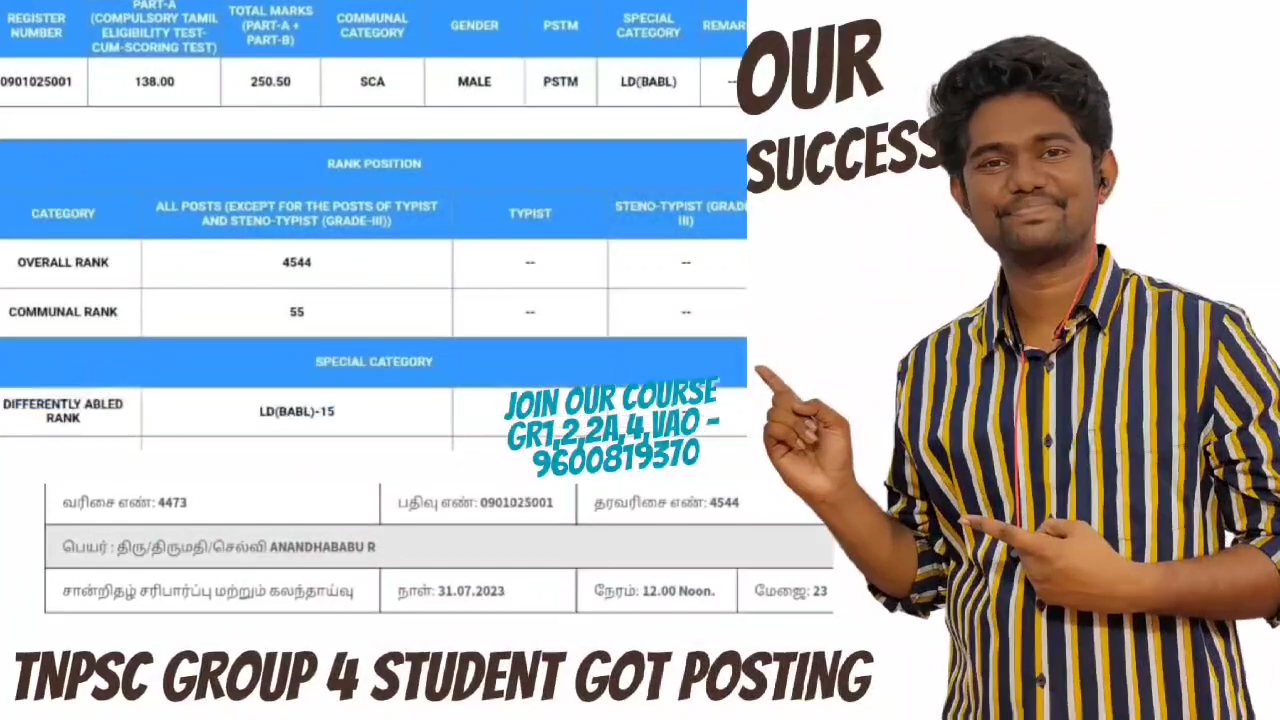 REGISTER NUMBER
PART-A (COMPULSORY TAMIL ELIGIBILITY TEST-CUM-SCORING TEST)
TOTAL MARKS (PART-A + PART-B)
COMMUNAL CATEGORY
GENDER
PSTM
SPECIAL CATEGORY
REMAR
0901025001 138.00 250.50 SCA MALE PSTM LD(BABL) --
OUR
SUCCESS
RANK POSITION
CATEGORY
ALL POSTS (EXCEPT FOR THE POSTS OF TYPIST
AND STENO-TYPIST (GRADE-III))
TYPIST
STENO-TYPIST (GRADE
III)
OVERALL RANK 4544 -- --
COMMUNAL RANK 55 -- --
SPECIAL CATEGORY
DIFFERENTLY ABLED
RANK
LD(BABL)-15
JOIN OUR COURSE
GR1,2,2A,4,VAO -
9600819370
வரிசை எண்: 4473 பதிவு எண்: 0901025001 தரவரிசை எண்: 4544
பெயர் : திரு/திருமதி/செல்வி ANANDHABABU R
சான்றிதழ் சரிபார்ப்பு மற்றும் கலந்தாய்வு நாள்: 31.07.2023 நேரம்: 12.00 Noon. மேஜை: 23
TNPSC GROUP 4 STUDENT GOT POSTING